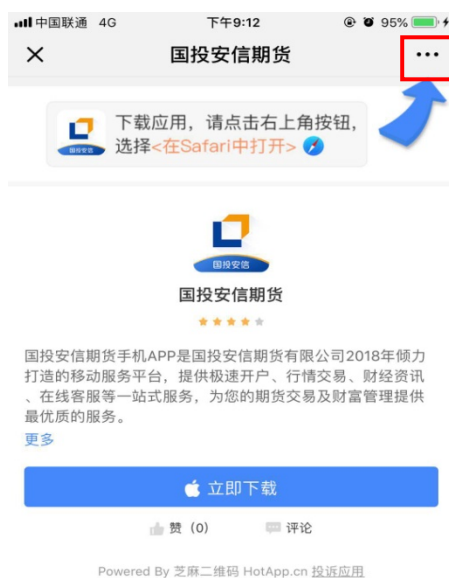 中国联通 4G 下午9:12 95%
国投安信期货
下载应用，请点击右上角按钮，
国投安信
选择<在Safari中打开>
国投安信
国投安信期货
国投安信期货手机APP是国投安信期货有限公司2018年倾力
打造的移动服务平台，提供极速开户、行情交易、财经资讯
、在线客服等一站式服务，为您的期货交易及财富管理提供
最优质的服务。
更多
立即下载
赞（0） 评论
Powered By 芝麻二维码 HotApp.cn 投诉应用